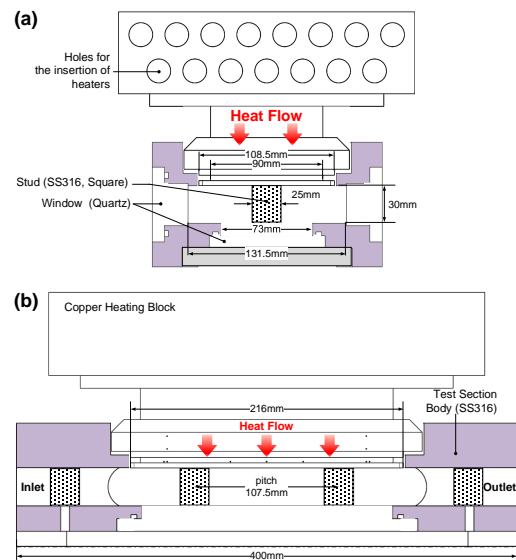 (a)
Holes for
the insertion of
heaters
Heat Flow
108.5mm
90mm
Stud (SS316, Square)
25mm
Window (Quartz)
30mm
73mm
131.5mm
(b)
Copper Heating Block
216mm
Test Section
Body (SS316)
Heat Flow
Inlet
pitch
107.5mm
Outlet
400mm